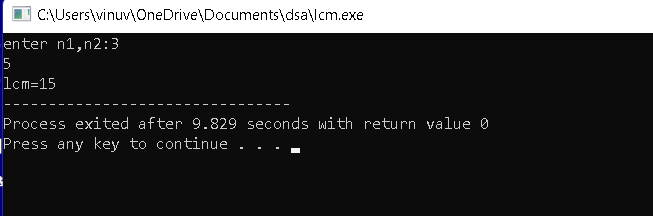 C:\Users\vinuv\OneDrive\Documents\dsa\lcm.exe
enter n1,n2:3
5
lcm=15
--------------------------------
Process exited after 9.829 seconds with return value 0
Press any key to continue . . .